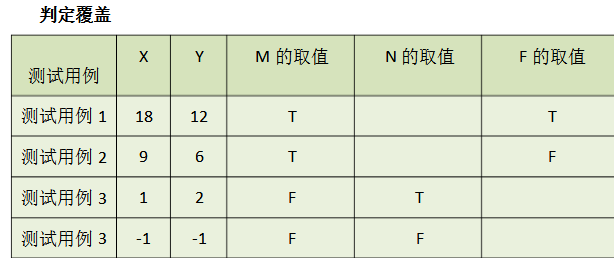 判定覆盖
测试用例 X Y M 的取值 N 的取值 F 的取值
测试用例 1 18 12 T T
测试用例 2 9 6 T F
测试用例 3 1 2 F T
测试用例 3 -1 -1 F F